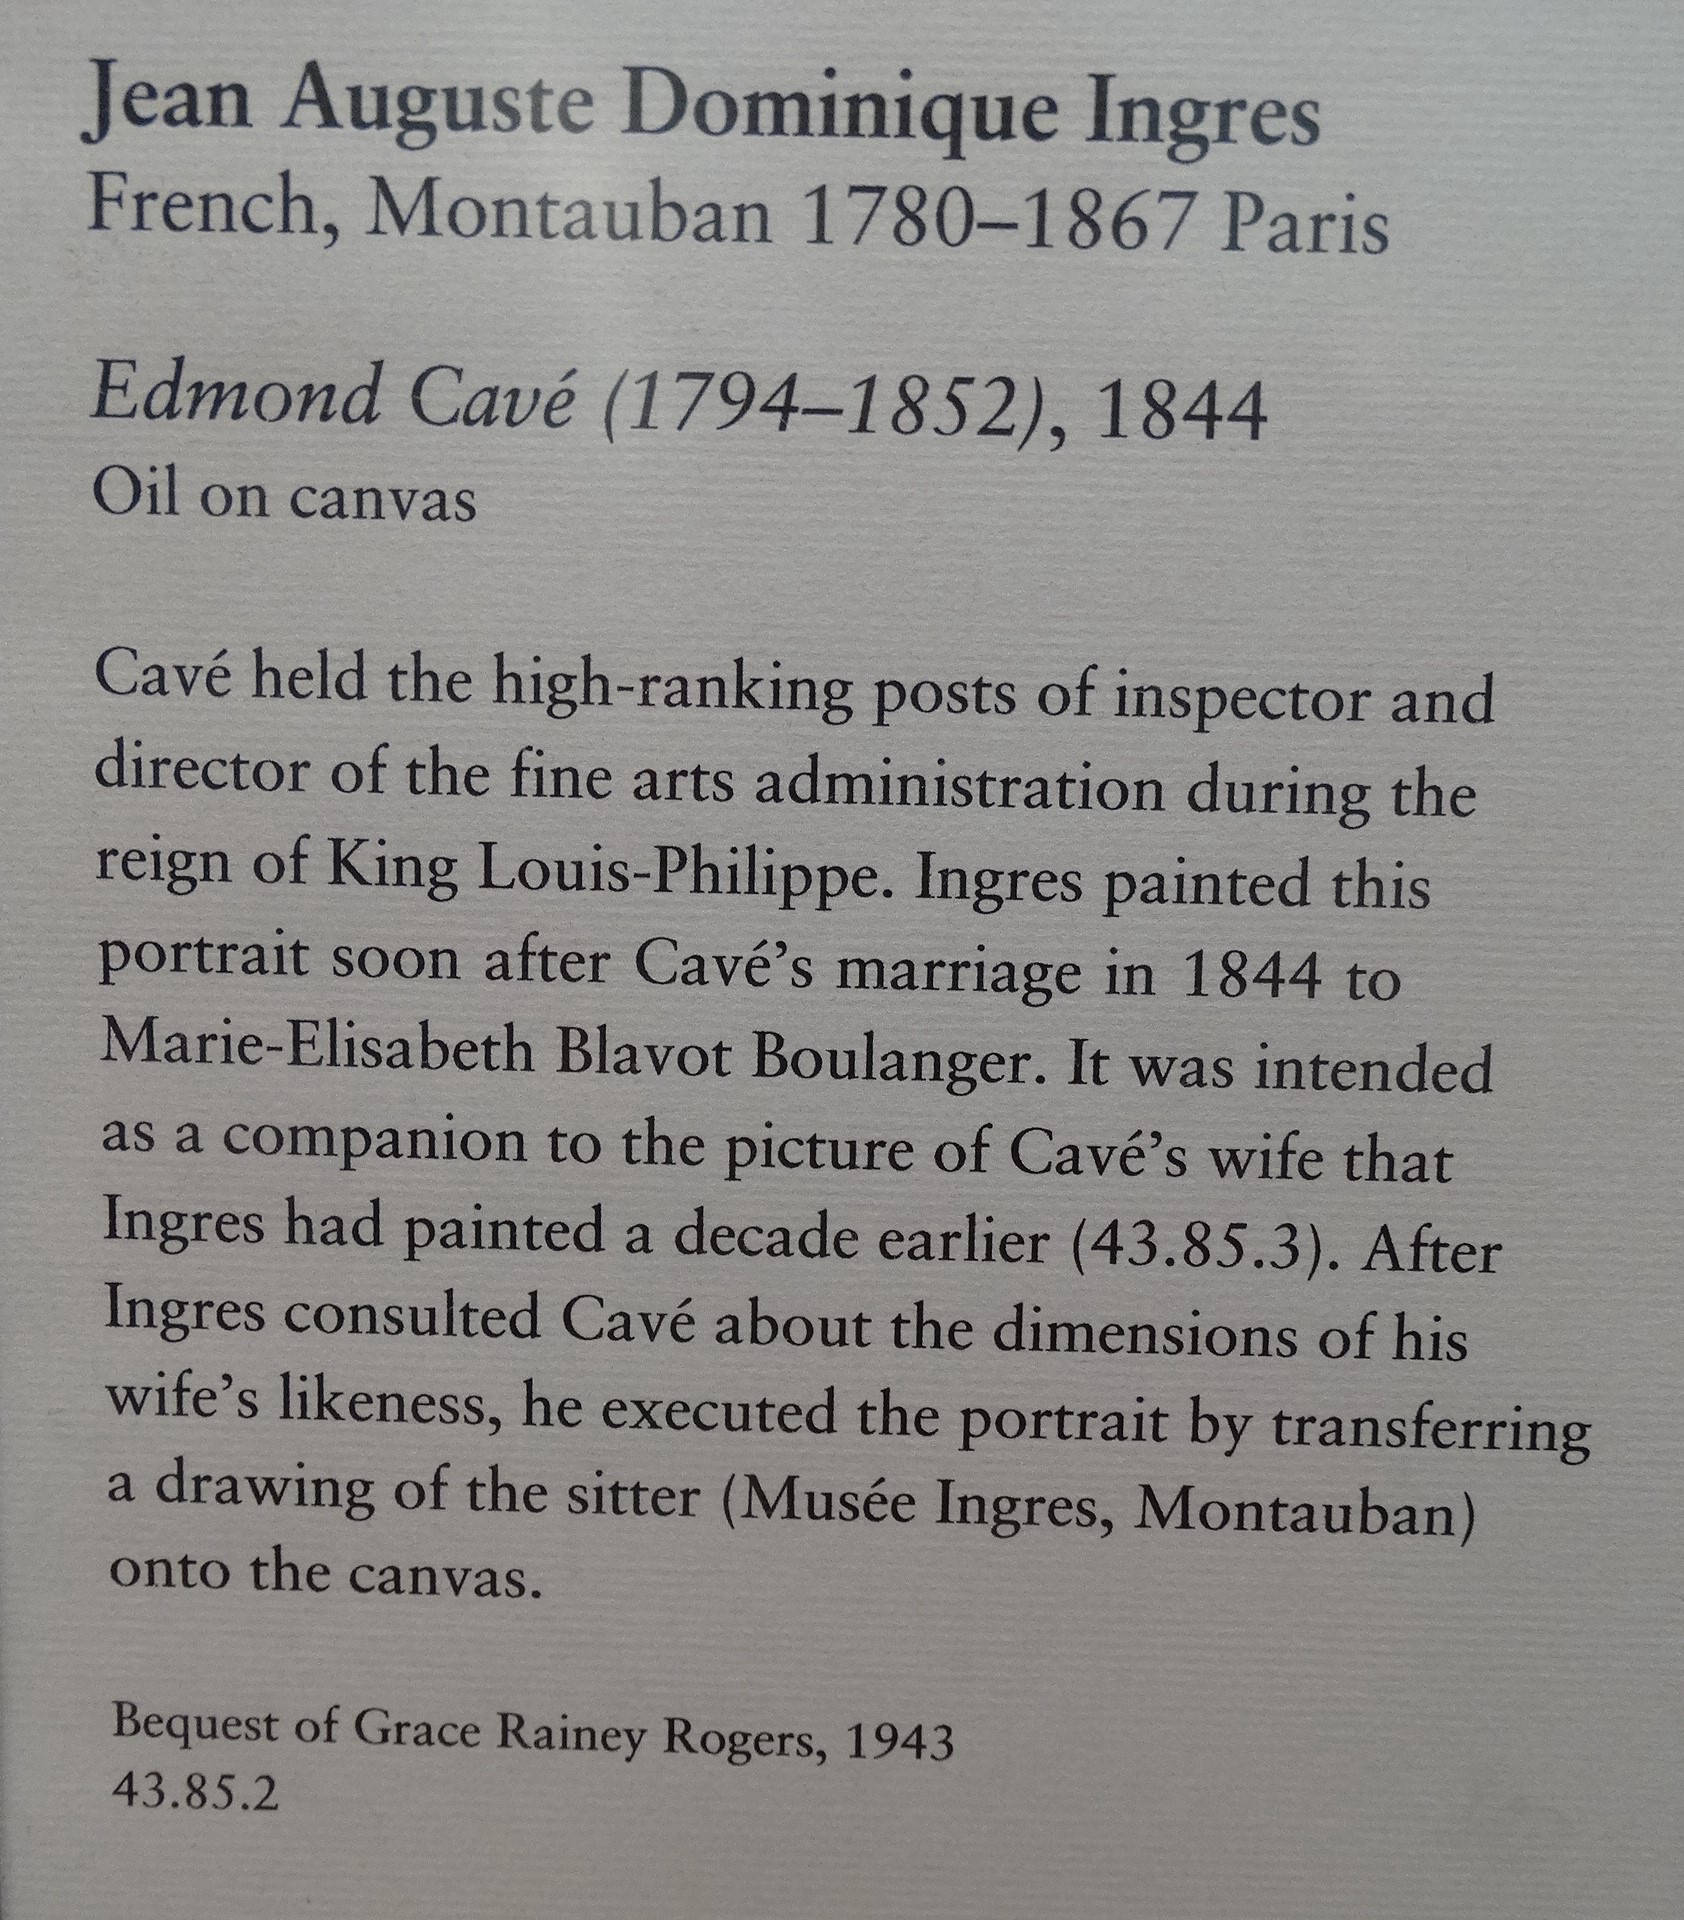 Jean Auguste Dominique Ingres
French, Montauban 1780–1867 Paris
Edmond Cavé (1794–1852), 1844
Oil on canvas
Cavé held the high-ranking posts of inspector and
director of the fine arts administration during the
reign of King Louis-Philippe. Ingres painted this
portrait soon after Cavé’s marriage in 1844 to
Marie-Elisabeth Blavot Boulanger. It was intended
as a companion to the picture of Cavé’s wife that
Ingres had painted a decade earlier (43.85.3). After
Ingres consulted Cavé about the dimensions of his
wife’s likeness, he executed the portrait by transferring
a drawing of the sitter (Musée Ingres, Montauban)
onto the canvas.
Bequest of Grace Rainey Rogers, 1943
43.85.2